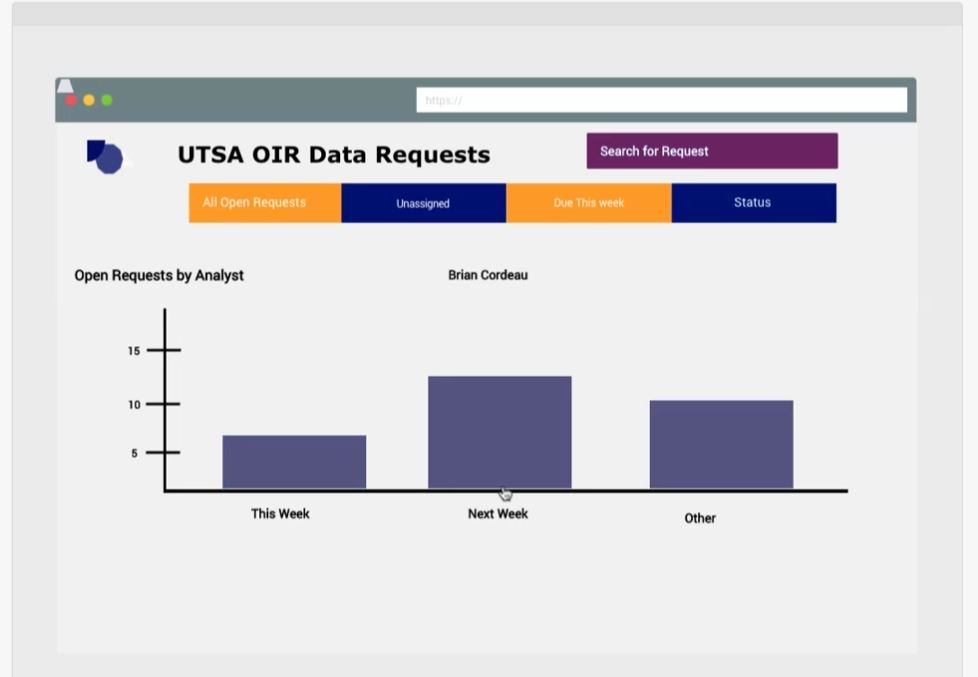 https://
UTSA OIR Data Requests
Search for Request
All Open Requests
Unassigned
Due This week
Status
Open Requests by Analyst
Brian Cordeau
15
10
5
This Week
Next Week
Other